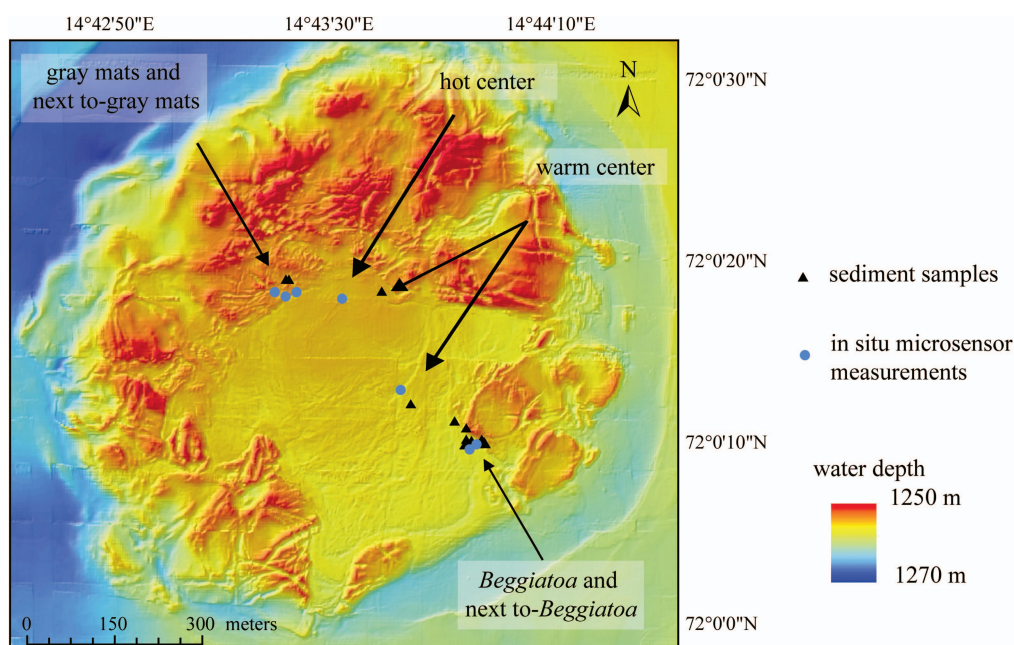 14°42'50"E 14°43'30"E 14°44'10"E
gray mats and
next to-gray mats
hot center
N
72°0'30"N
warm center
72°0'20"N
sediment samples
in situ microsensor
measurements
72°0'10"N
water depth
1250 m
1270 m
Beggiatoa and
next to-Beggiatoa
0 150 300 meters
72°0'0"N